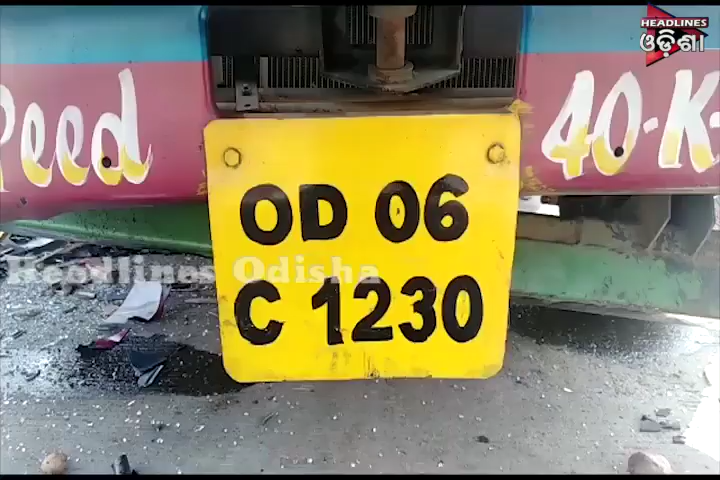 HEADLINES
ଓଡ଼ିଶା
peed
40-K
OD 06
C 1230
Headlines Odisha